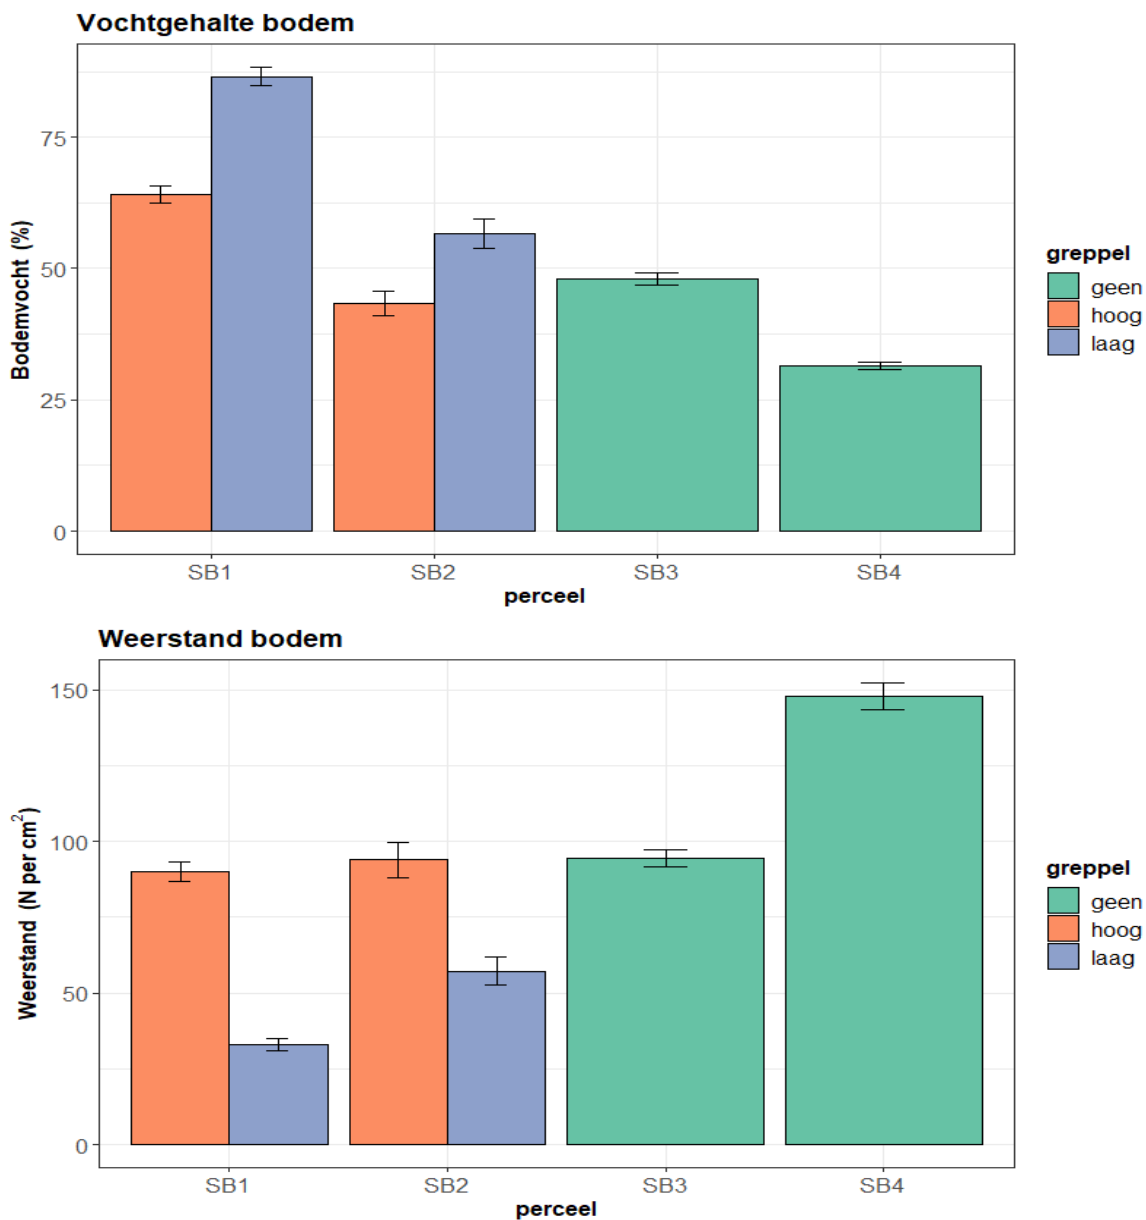 Vochtgehalte bodem
Bodemvocht (%)
75
50
25
0
SB1 SB2 SB3 SB4
perceel
greppel
geen
hoog
laag
Weerstand bodem
Weerstand (N per cm²)
150
100
50
0
SB1 SB2 SB3 SB4
perceel
greppel
geen
hoog
laag